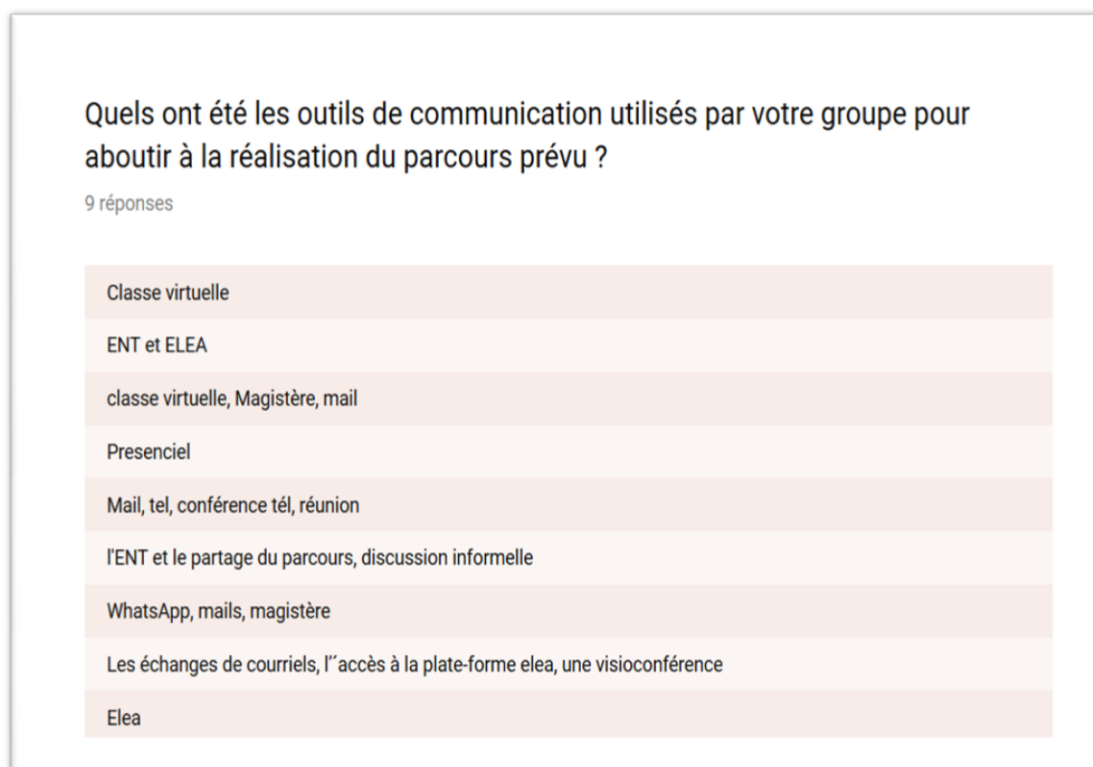 Quels ont été les outils de communication utilisés par votre groupe pour
aboutir à la réalisation du parcours prévu ?
9 réponses
Classe virtuelle
ENT et ELEA
classe virtuelle, Magistère, mail
Presenciel
Mail, tel, conférence tél, réunion
l'ENT et le partage du parcours, discussion informelle
WhatsApp, mails, magistère
Les échanges de courriels, l'´accès à la plate-forme elea, une visioconférence
Elea